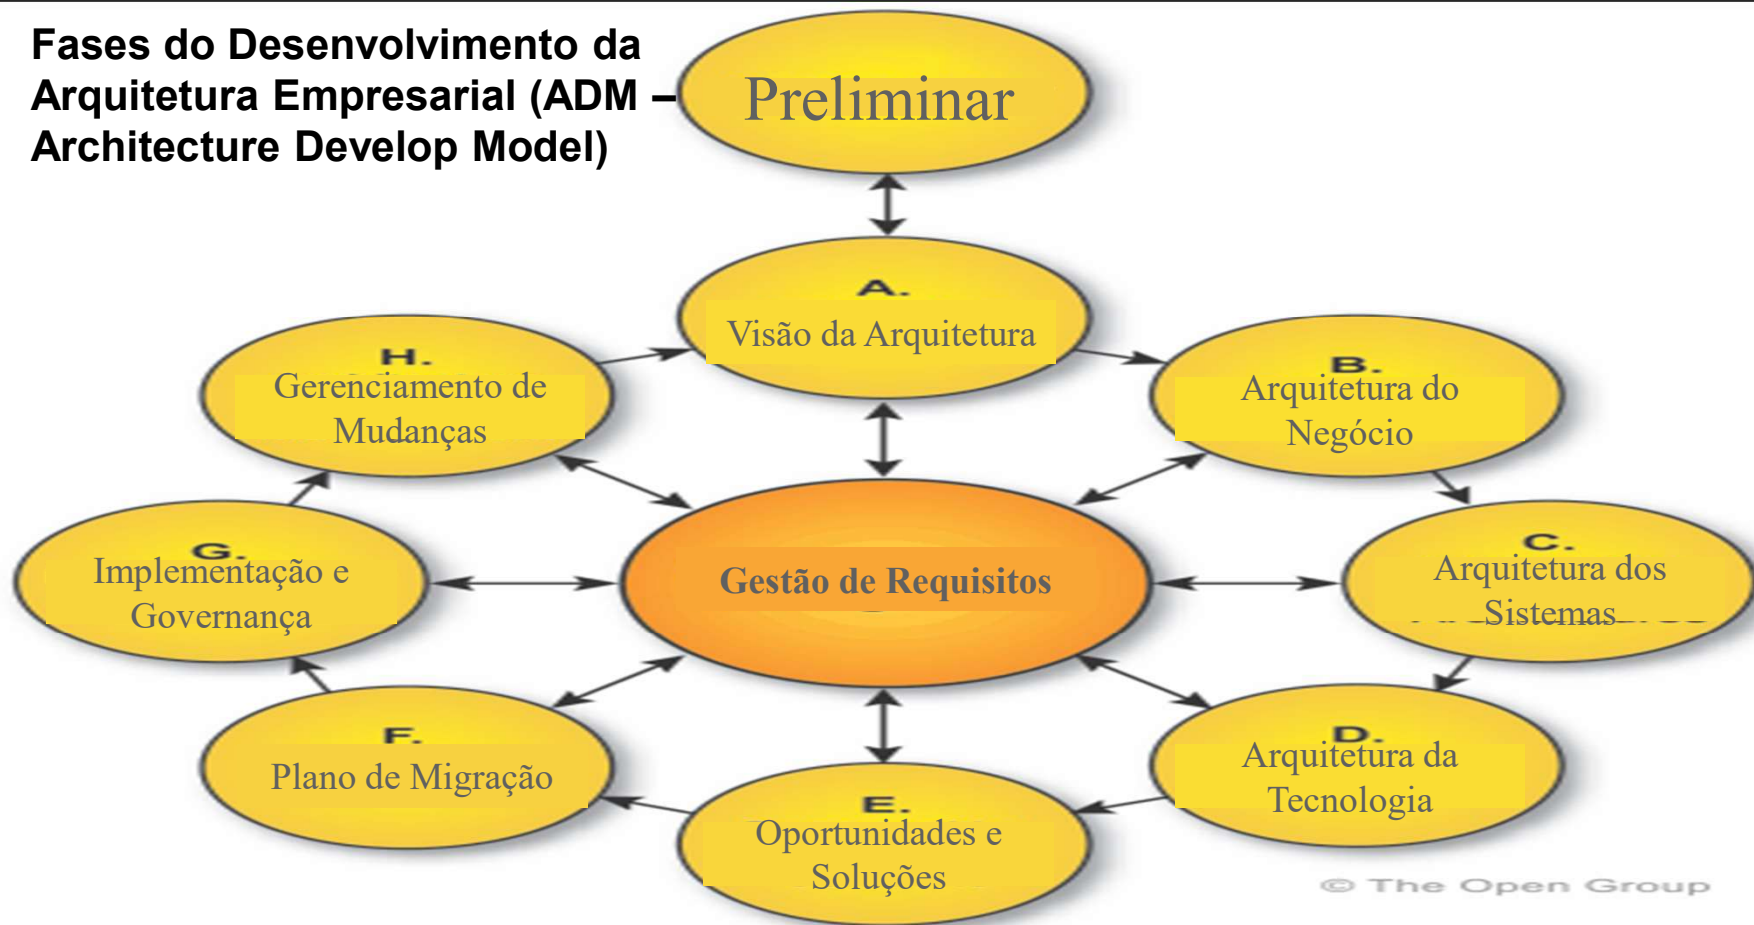 Fases do Desenvolvimento da
Arquitetura Empresarial (ADM –
Architecture Develop Model)
Preliminar
A.
Visão da Arquitetura
H.
Gerenciamento de
Mudanças
B.
Arquitetura do
Negócio
G.
Implementação e
Governança
Gestão de Requisitos
C.
Arquitetura dos
Sistemas
F.
Plano de Migração
D.
Arquitetura da
Tecnologia
E.
Oportunidades e
Soluções
© The Open Group